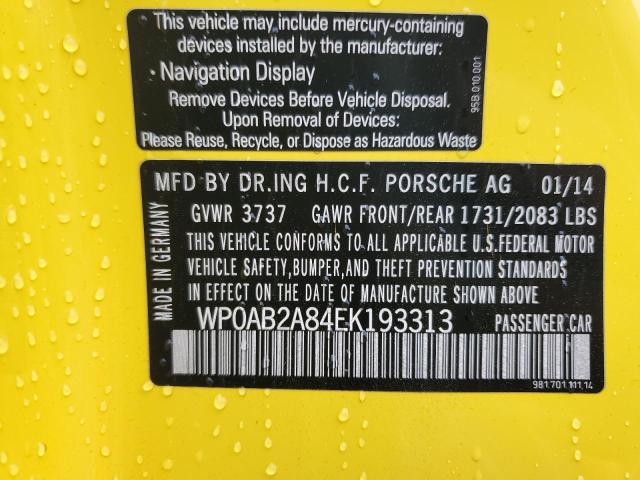 This vehicle may include mercury-containing
devices installed by the manufacturer:
· Navigation Display
Remove Devices Before Vehicle Disposal.
Upon Removal of Devices:
Please Reuse, Recycle, or Dispose as Hazardous Waste
95B.010.001
MFD BY DR.ING H.C.F. PORSCHE AG 01/14
GVWR 3737 GAWR FRONT/REAR 1731/2083 LBS
THIS VEHICLE CONFORMS TO ALL APPLICABLE U.S.FEDERAL MOTOR
VEHICLE SAFETY,BUMPER,AND THEFT PREVENTION STANDARDS
IN EFFECT ON THE DATE OF MANUFACTURE SHOWN ABOVE.
WP0AB2A84EK193313 PASSENGER CAR
MADE IN GERMANY
981.701.101.14